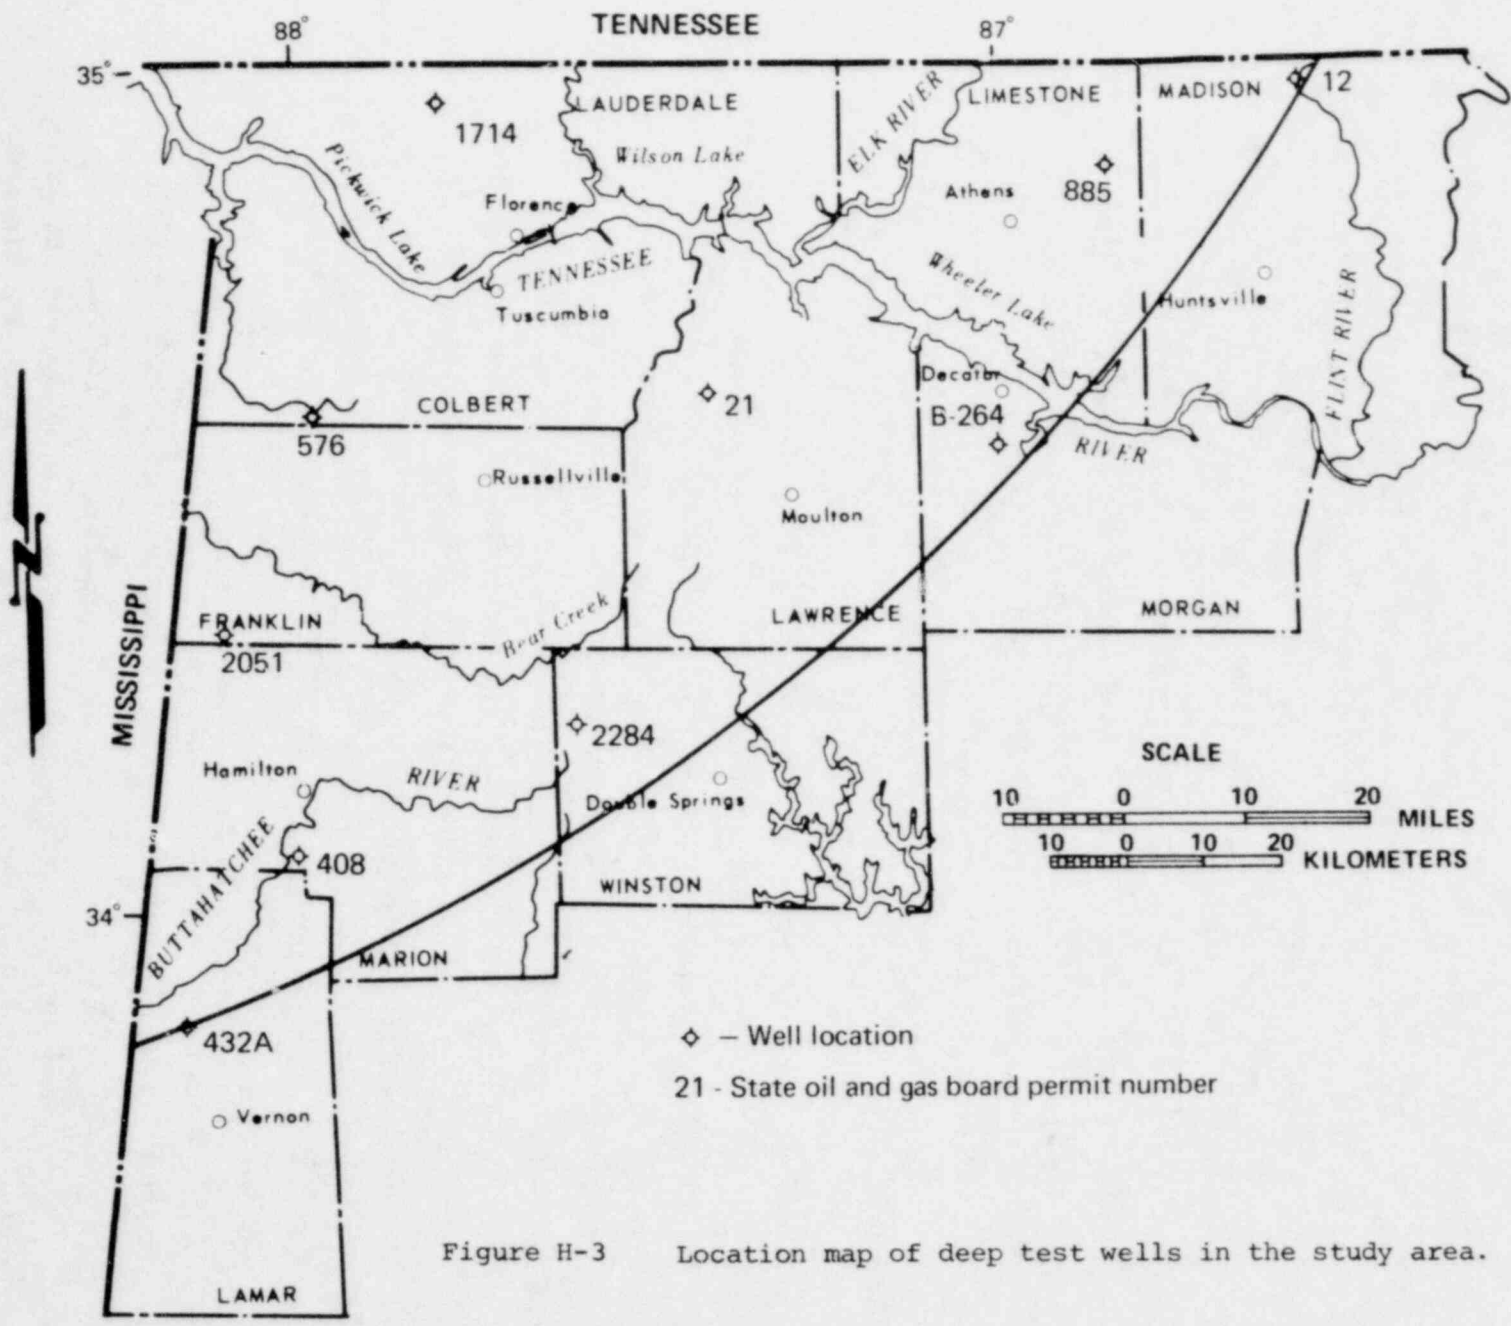 TENNESSEE
88°
87°
35°
LAUDERDALE
LIMESTONE
MADISON
12
1714
ELK RIVER
Wilson Lake
Pickwick Lake
885
Athens
Florence
TENNESSEE
Wheeler Lake
Huntsville
FLINT RIVER
Tuscumbia
Decatur
COLBERT
21
B-264
576
RIVER
Russellville
Moulton
MISSISSIPPI
FRANKLIN
Bear Creek
LAWRENCE
MORGAN
2051
2284
SCALE
Hamilton
RIVER
Double Springs
10 0 10 20
MILES
10 0 10 20
KILOMETERS
BUTTAHATCHEE
408
WINSTON
34°
MARION
432A
– Well location
21 - State oil and gas board permit number
Vernon
Figure H-3 Location map of deep test wells in the study area.
LAMAR